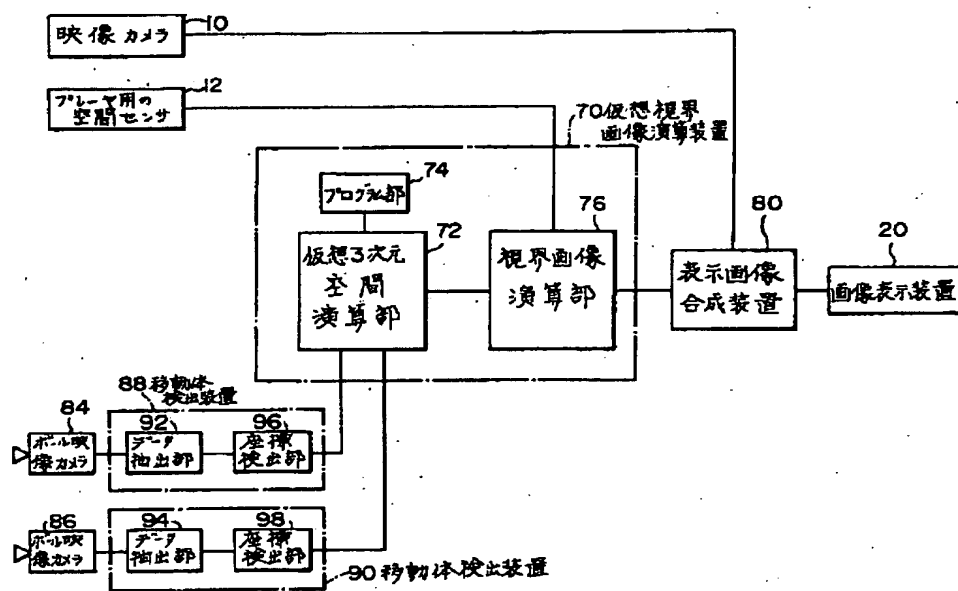 10
映像カメラ
12
プレーヤ用の
空間センサ
70仮想視界
画像演算装置
74
プログラム部
72
仮想3次元
空間
演算部
76
視界画像
演算部
80
表示画像
合成装置
20
画像表示装置
88移動体
検出装置
84
ボール映
像カメラ
92
データ
抽出部
96
座標
検出部
86
ボール映
像カメラ
94
データ
抽出部
98
座標
検出部
90移動体検出装置